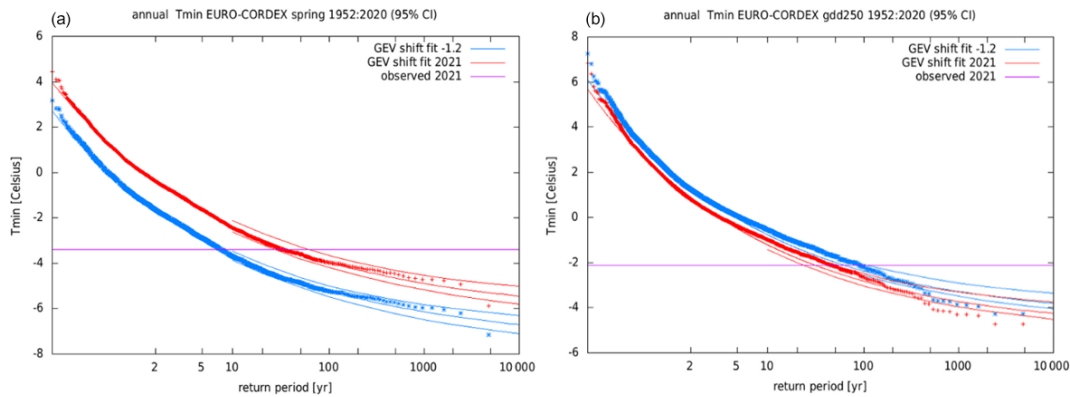 (a) annual Tmin EURO-CORDEX spring 1952:2020 (95% CI)
GEV shift fit -1.2
GEV shift fit 2021
observed 2021
Tmin [Celsius]
6
4
2
0
-2
-4
-6
-8
2 5 10 100 1000 10 000
return period [yr]
(b) annual Tmin EURO-CORDEX gdd250 1952:2020 (95% CI)
GEV shift fit -1.2
GEV shift fit 2021
observed 2021
Tmin [Celsius]
8
6
4
2
0
-2
-4
-6
2 5 10 100 1000 10 000
return period [yr]